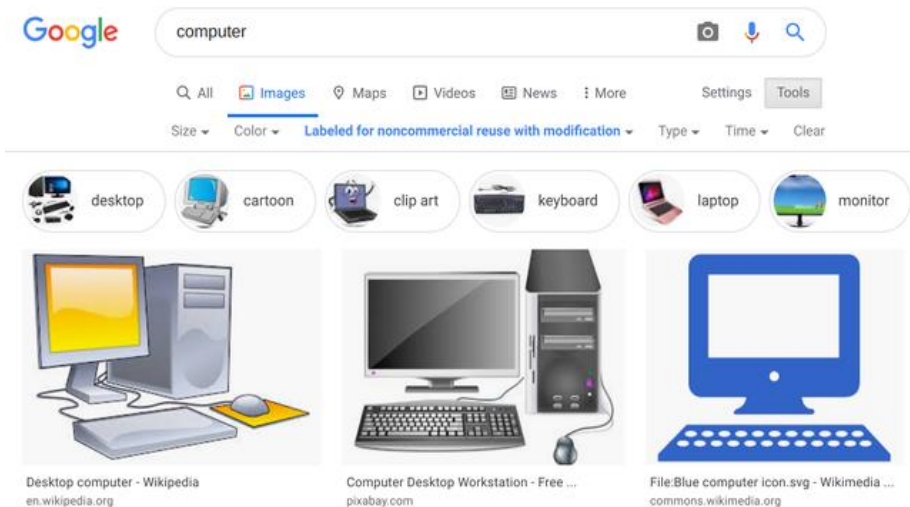 Google computer
All Images Maps Videos News More Settings Tools
Size Color Labeled for noncommercial reuse with modification Type Time Clear
desktop cartoon clip art keyboard laptop monitor
Desktop computer - Wikipedia Computer Desktop Workstation - Free ... File:Blue computer icon.svg - Wikimedia ...
en.wikipedia.org pixabay.com commons.wikimedia.org